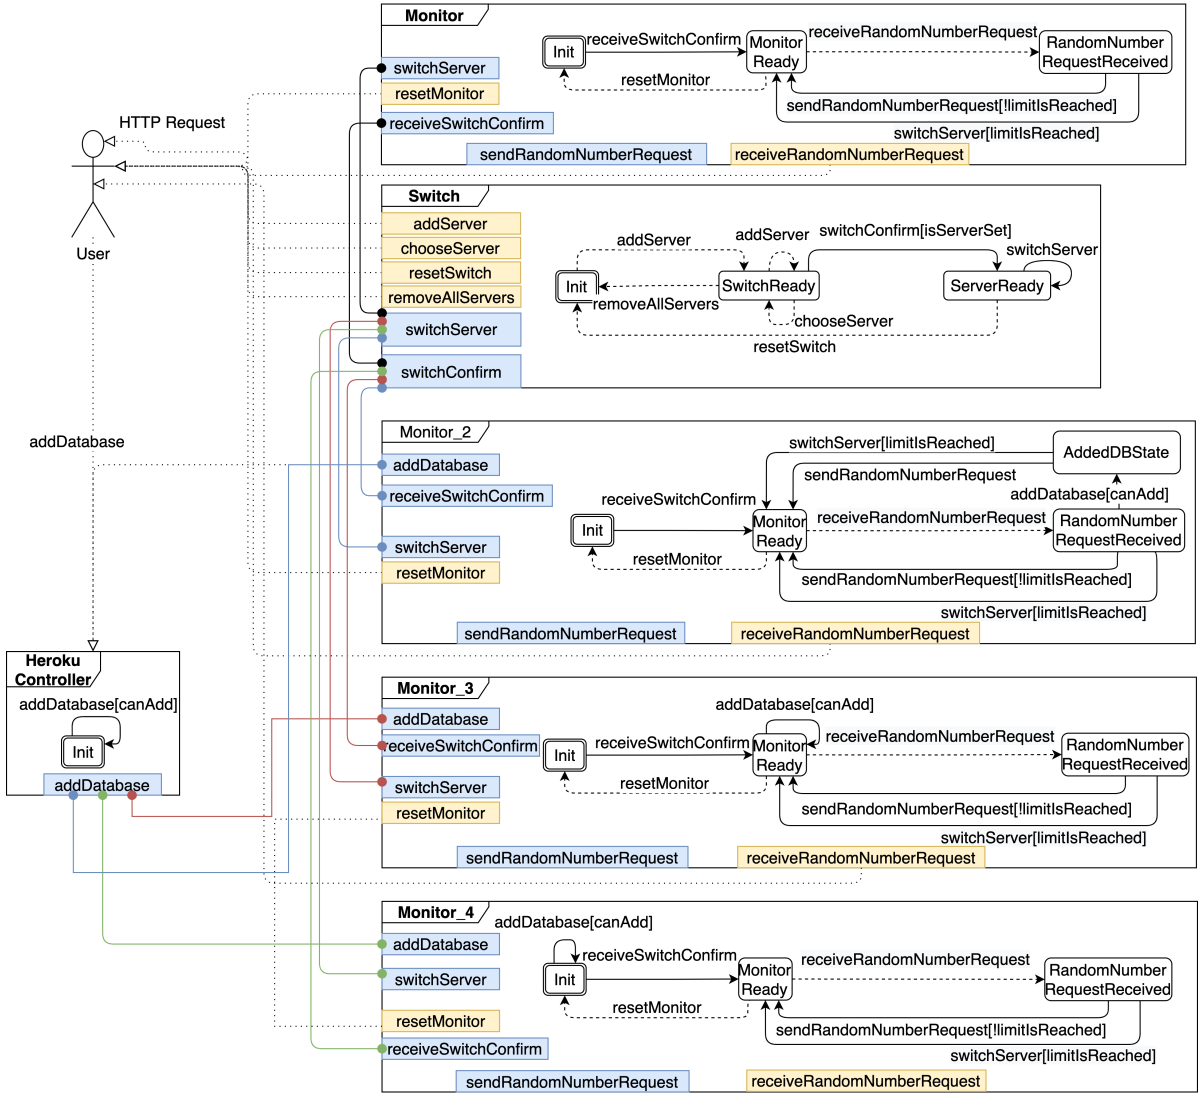 Monitor
receiveSwitchConfirm
receiveRandomNumberRequest
Init
Monitor
Ready
RandomNumber
RequestReceived
switchServer
resetMonitor
resetMonitor
sendRandomNumberRequest[!limitIsReached]
receiveSwitchConfirm
switchServer[limitIsReached]
sendRandomNumberRequest
receiveRandomNumberRequest
HTTP Request
User
Switch
addServer
chooseServer
resetSwitch
removeAllServers
switchServer
switchConfirm
addServer
addServer
switchConfirm[isServerSet]
switchServer
Init
SwitchReady
ServerReady
removeAllServers
chooseServer
resetSwitch
addDatabase
Monitor_2
switchServer[limitIsReached]
AddedDBState
addDatabase
sendRandomNumberRequest
receiveSwitchConfirm
receiveSwitchConfirm
addDatabase[canAdd]
receiveRandomNumberRequest
Init
Monitor
Ready
RandomNumber
RequestReceived
switchServer
resetMonitor
resetMonitor
sendRandomNumberRequest[!limitIsReached]
switchServer[limitIsReached]
sendRandomNumberRequest
receiveRandomNumberRequest
Heroku
Controller
addDatabase[canAdd]
Init
addDatabase
Monitor_3
addDatabase[canAdd]
addDatabase
receiveSwitchConfirm
receiveSwitchConfirm
receiveRandomNumberRequest
Init
Monitor
Ready
RandomNumber
RequestReceived
switchServer
resetMonitor
resetMonitor
sendRandomNumberRequest[!limitIsReached]
switchServer[limitIsReached]
sendRandomNumberRequest
receiveRandomNumberRequest
Monitor_4
addDatabase[canAdd]
addDatabase
receiveSwitchConfirm
receiveRandomNumberRequest
switchServer
Init
Monitor
Ready
RandomNumber
RequestReceived
resetMonitor
resetMonitor
sendRandomNumberRequest[!limitIsReached]
receiveSwitchConfirm
switchServer[limitIsReached]
sendRandomNumberRequest
receiveRandomNumberRequest